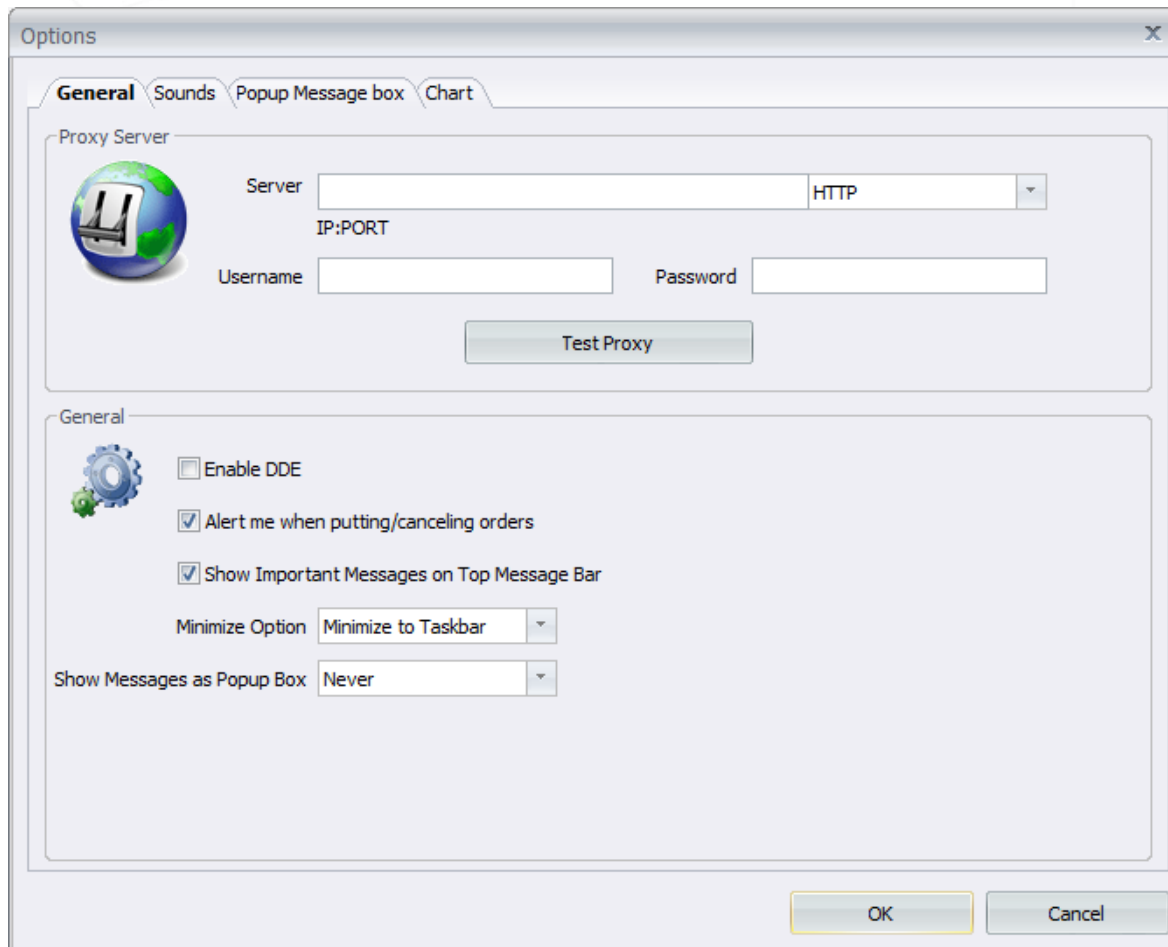 Options
General Sounds Popup Message box Chart
Proxy Server
Server HTTP
IP:PORT
Username Password
Test Proxy
General
Enable DDE
Alert me when putting/canceling orders
Show Important Messages on Top Message Bar
Minimize Option Minimize to Taskbar
Show Messages as Popup Box Never
OK Cancel